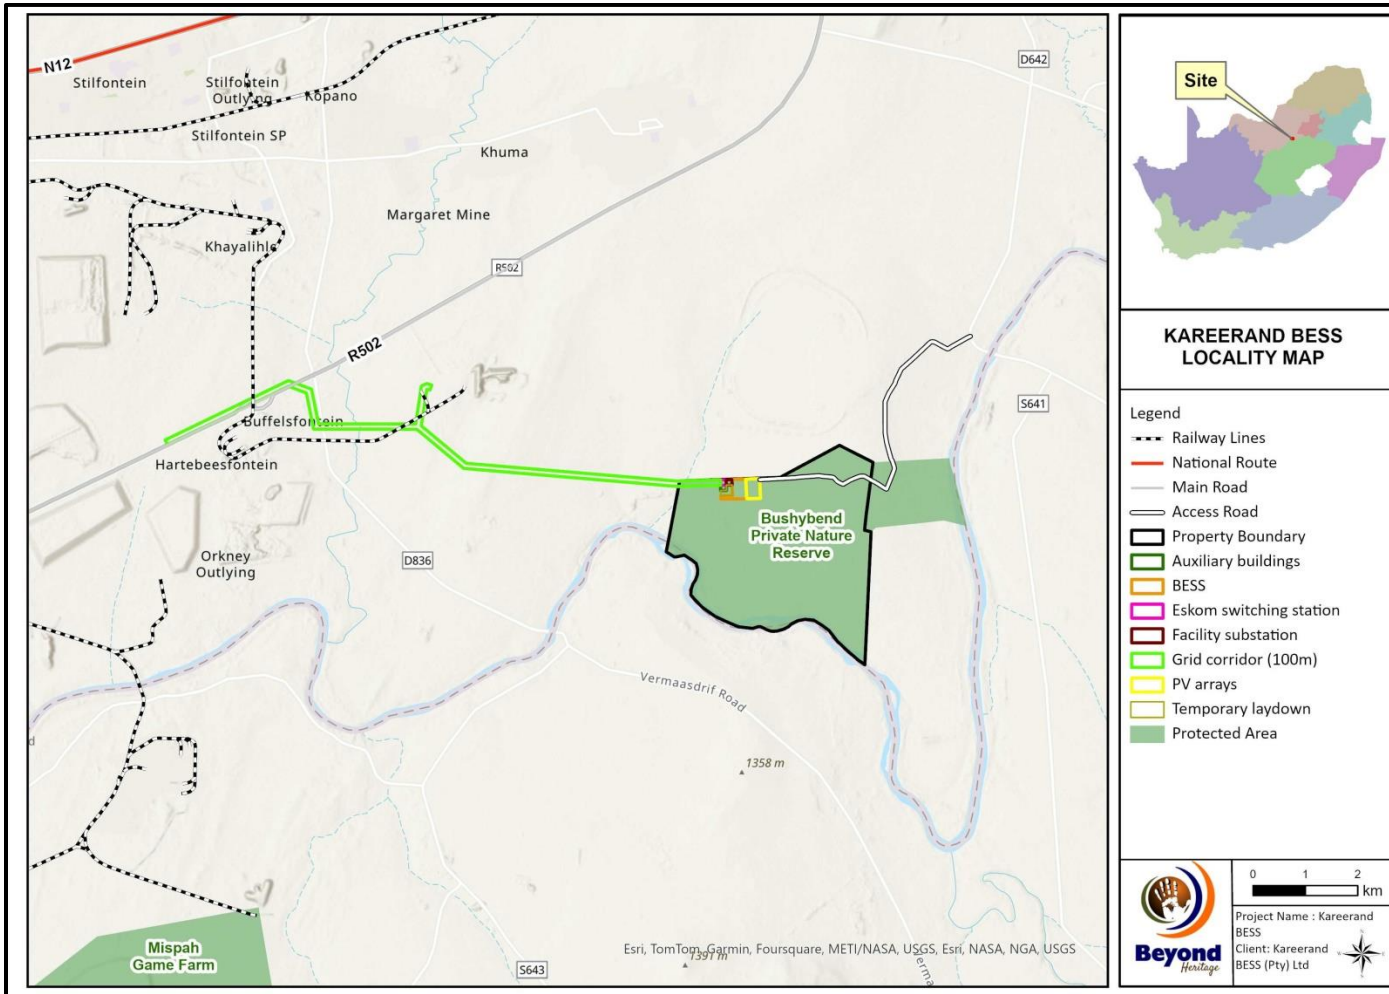 N12
Stilfontein
Stilfontein
Outlying
Kopano
Stilfontein SP
Khuma
D642
Margaret Mine
Khayalihle
R502
R502
Buffelsfontein
Hartebeesfontein
S641
Bushybend
Private Nature
Reserve
Orkney
Outlying
D836
Vermaasdrif Road
1358 m
Mispah
Game Farm
S643
1391 m
Esri, TomTom, Garmin, Foursquare, METI/NASA, USGS, Esri, NASA, NGA, USGS
Site
KAREERAND BESS
LOCALITY MAP
Legend
Railway Lines
National Route
Main Road
Access Road
Property Boundary
Auxiliary buildings
BESS
Eskom switching station
Facility substation
Grid corridor (100m)
PV arrays
Temporary laydown
Protected Area
Beyond
Heritage
0 1 2
km
Project Name : Kareerand
BESS
Client: Kareerand
BESS (Pty) Ltd